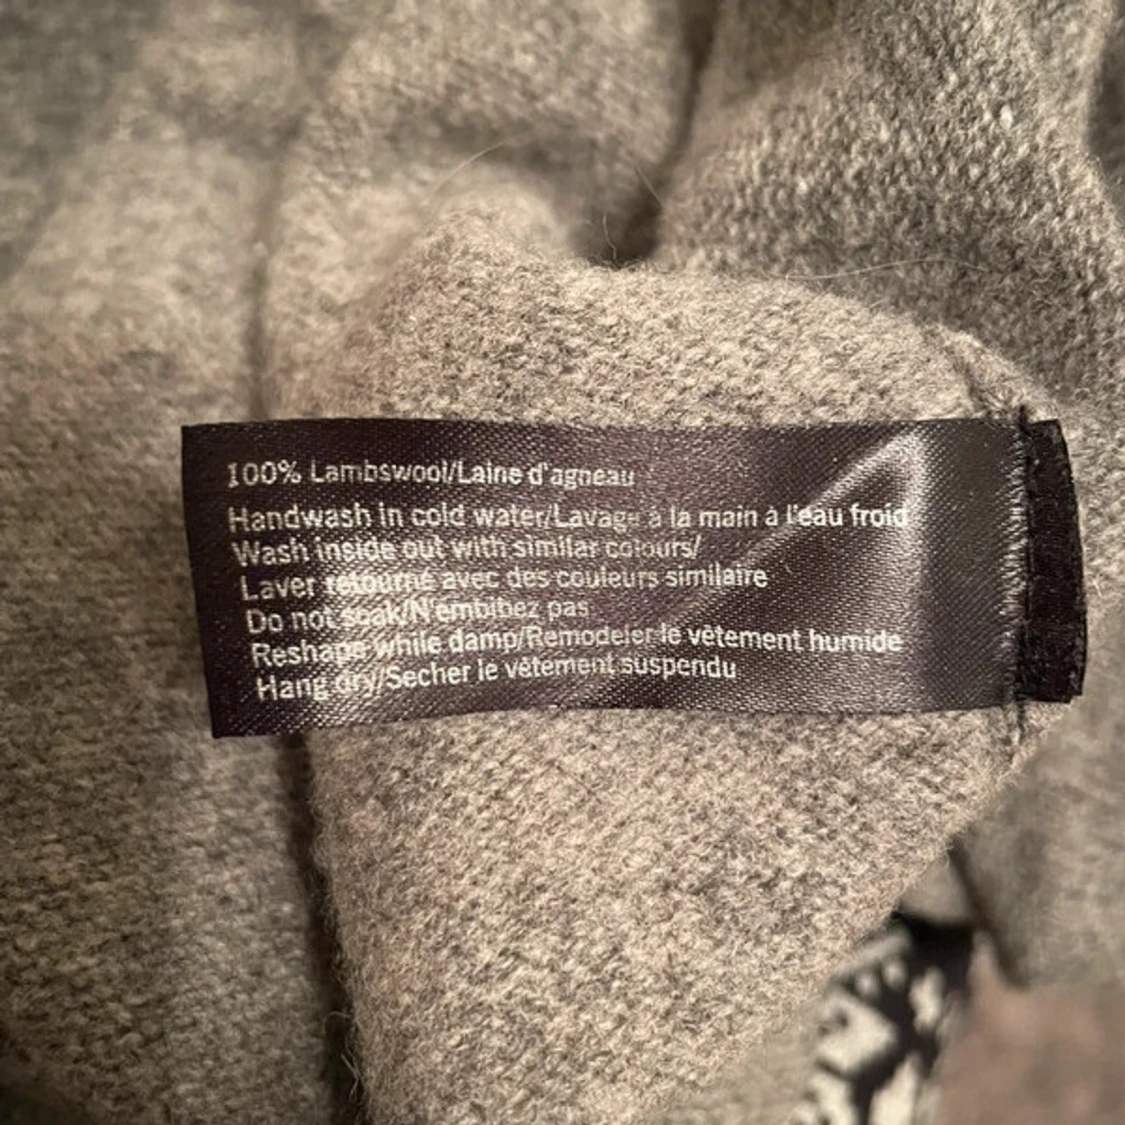 100% Lambswool/Laine d'agneau
Handwash in cold water/Lavage à la main a l'eau froid
Wash inside out with similar colours/
Laver retourné avec des couleurs similaire
Do not soak/N'embibez pas
Reshape while damp/Remodeler le vêtement humide
Hang dry/Secher le vêtement suspendu